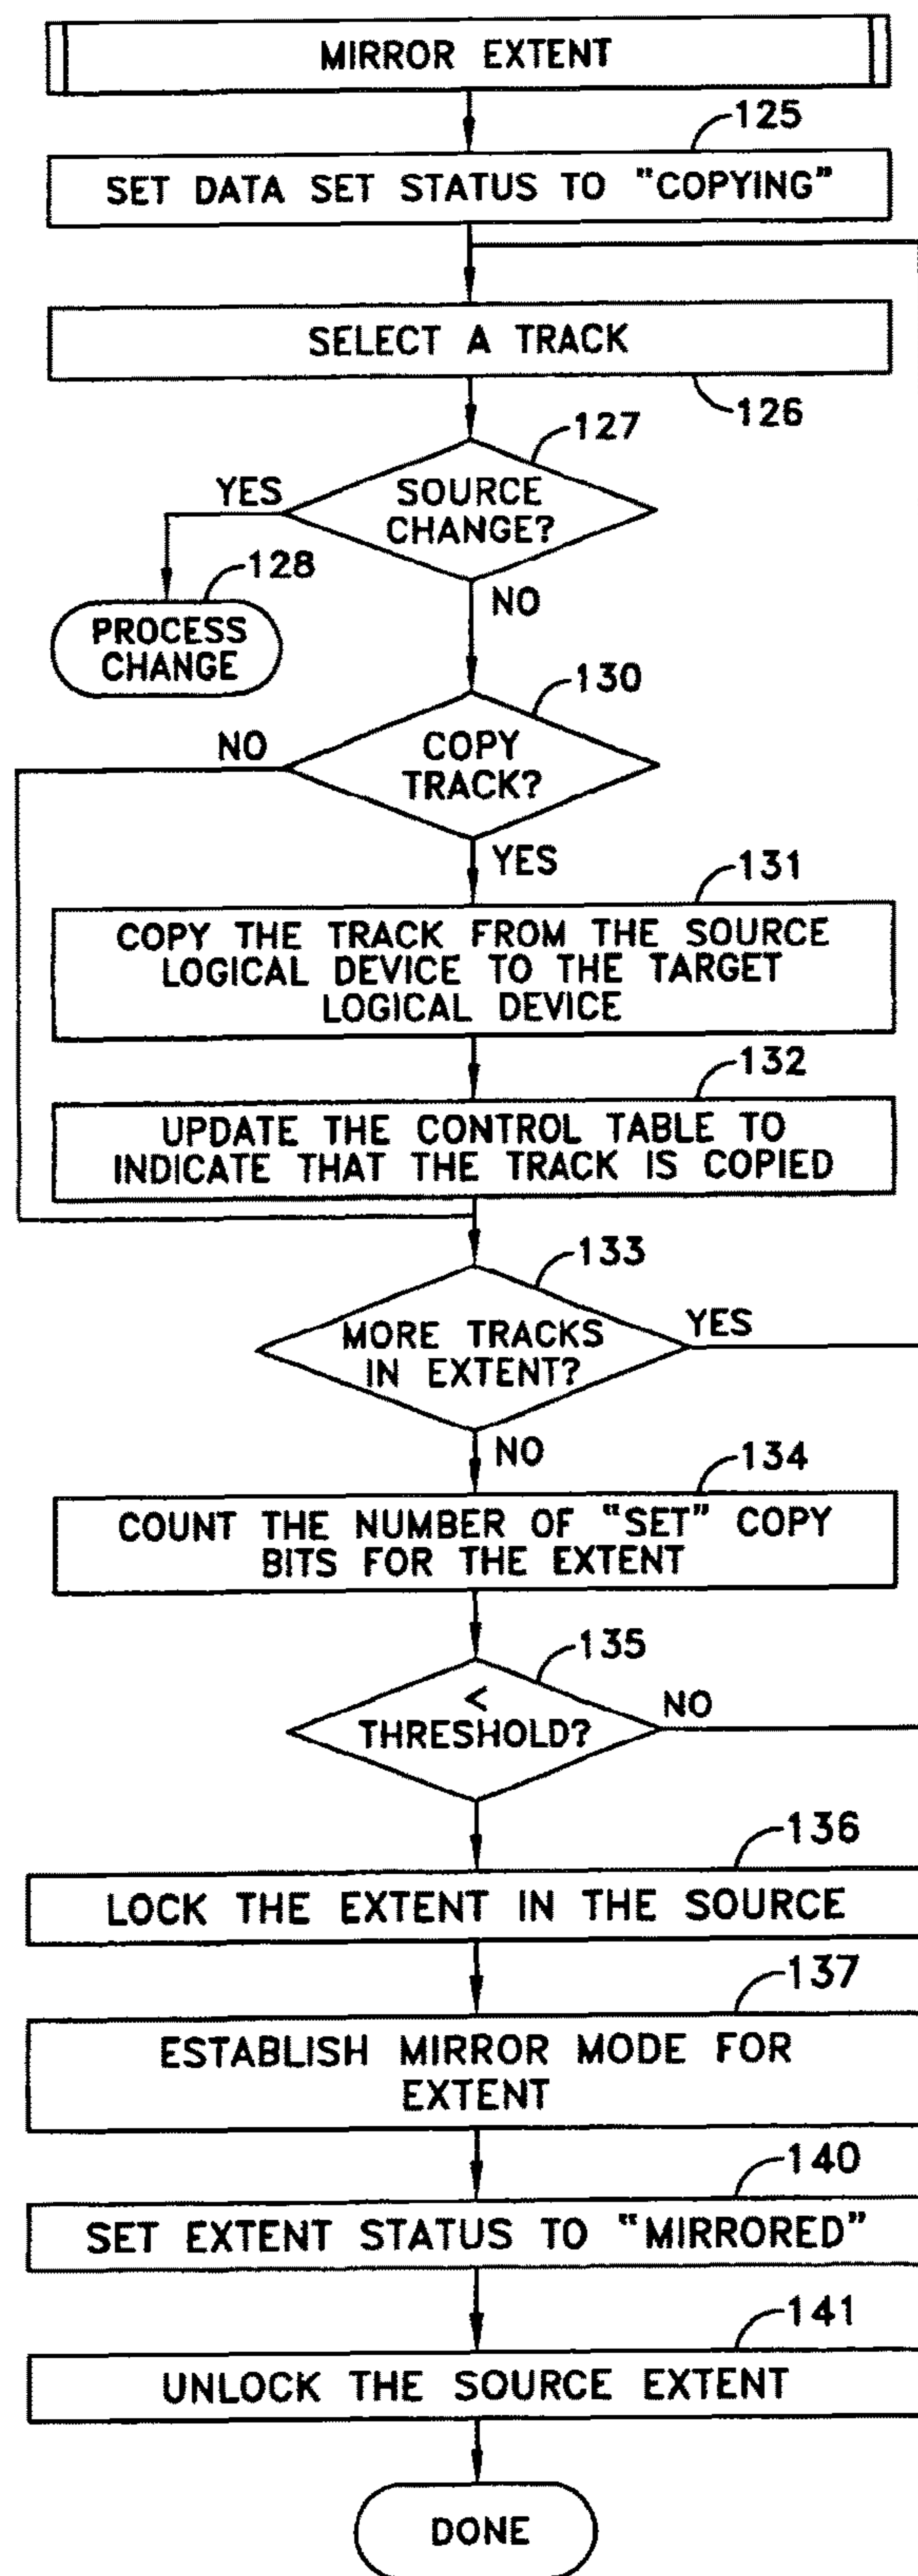 MIRROR EXTENT
125
SET DATA SET STATUS TO "COPYING"
SELECT A TRACK
126
127
SOURCE
CHANGE?
YES
128
NO
PROCESS
CHANGE
130
NO
COPY
TRACK?
YES
131
COPY THE TRACK FROM THE SOURCE
LOGICAL DEVICE TO THE TARGET
LOGICAL DEVICE
132
UPDATE THE CONTROL TABLE TO
INDICATE THAT THE TRACK IS COPIED
133
MORE TRACKS
IN EXTENT?
YES
NO
134
COUNT THE NUMBER OF "SET" COPY
BITS FOR THE EXTENT
135
<
THRESHOLD?
NO
136
LOCK THE EXTENT IN THE SOURCE
137
ESTABLISH MIRROR MODE FOR
EXTENT
140
SET EXTENT STATUS TO "MIRRORED"
141
UNLOCK THE SOURCE EXTENT
DONE